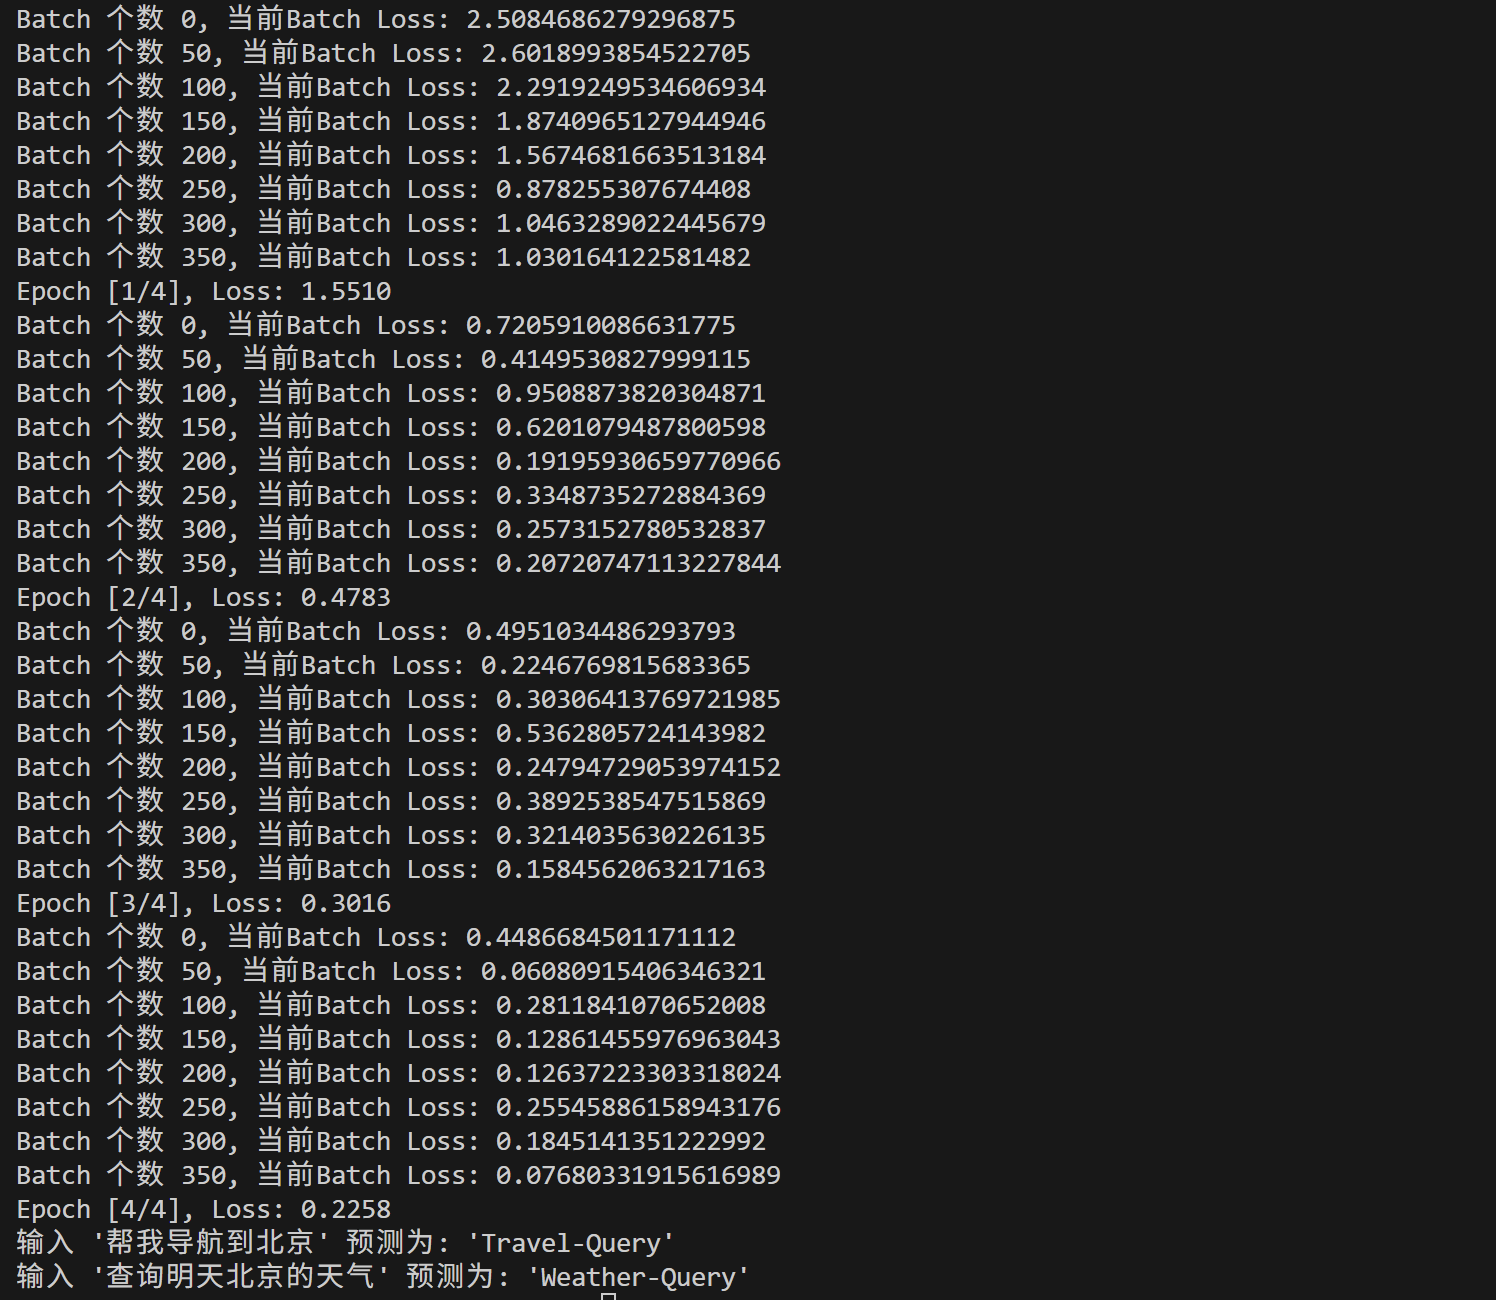 Batch 个数 0, 当前Batch Loss: 2.5084686279296875
Batch 个数 50, 当前Batch Loss: 2.6018993854522705
Batch 个数 100, 当前Batch Loss: 2.2919249534606934
Batch 个数 150, 当前Batch Loss: 1.8740965127944946
Batch 个数 200, 当前Batch Loss: 1.5674681663513184
Batch 个数 250, 当前Batch Loss: 0.878255307674408
Batch 个数 300, 当前Batch Loss: 1.0463289022445679
Batch 个数 350, 当前Batch Loss: 1.030164122581482
Epoch [1/4], Loss: 1.5510
Batch 个数 0, 当前Batch Loss: 0.7205910086631775
Batch 个数 50, 当前Batch Loss: 0.4149530827999115
Batch 个数 100, 当前Batch Loss: 0.9508873820304871
Batch 个数 150, 当前Batch Loss: 0.6201079487800598
Batch 个数 200, 当前Batch Loss: 0.19195930659770966
Batch 个数 250, 当前Batch Loss: 0.3348735272884369
Batch 个数 300, 当前Batch Loss: 0.2573152780532837
Batch 个数 350, 当前Batch Loss: 0.20720747113227844
Epoch [2/4], Loss: 0.4783
Batch 个数 0, 当前Batch Loss: 0.4951034486293793
Batch 个数 50, 当前Batch Loss: 0.2246769815683365
Batch 个数 100, 当前Batch Loss: 0.30306413769721985
Batch 个数 150, 当前Batch Loss: 0.5362805724143982
Batch 个数 200, 当前Batch Loss: 0.24794729053974152
Batch 个数 250, 当前Batch Loss: 0.3892538547515869
Batch 个数 300, 当前Batch Loss: 0.3214035630226135
Batch 个数 350, 当前Batch Loss: 0.1584562063217163
Epoch [3/4], Loss: 0.3016
Batch 个数 0, 当前Batch Loss: 0.4486684501171112
Batch 个数 50, 当前Batch Loss: 0.06080915406346321
Batch 个数 100, 当前Batch Loss: 0.2811841070652008
Batch 个数 150, 当前Batch Loss: 0.12861455976963043
Batch 个数 200, 当前Batch Loss: 0.12637223303318024
Batch 个数 250, 当前Batch Loss: 0.25545886158943176
Batch 个数 300, 当前Batch Loss: 0.1845141351222992
Batch 个数 350, 当前Batch Loss: 0.07680331915616989
Epoch [4/4], Loss: 0.2258
输入 '帮我导航到北京' 预测为: 'Travel-Query'
输入 '查询明天北京的天气' 预测为: 'Weather-Query'